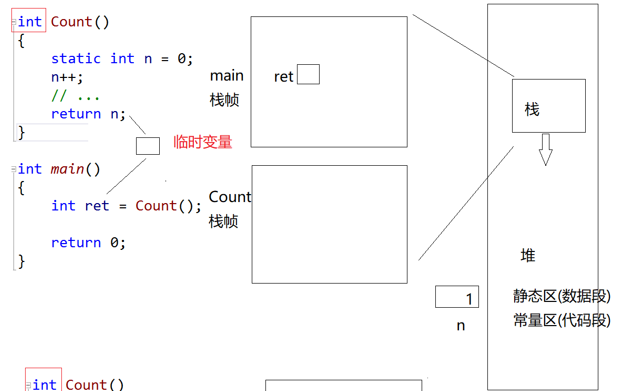 int Count()
{
static int n = 0;
n++;
// ...
return n;
}
临时变量
int main()
{
int ret = Count();
return 0;
}
main
栈帧
ret
Count
栈帧
栈
堆
1
n
静态区(数据段)
常量区(代码段)
int Count()